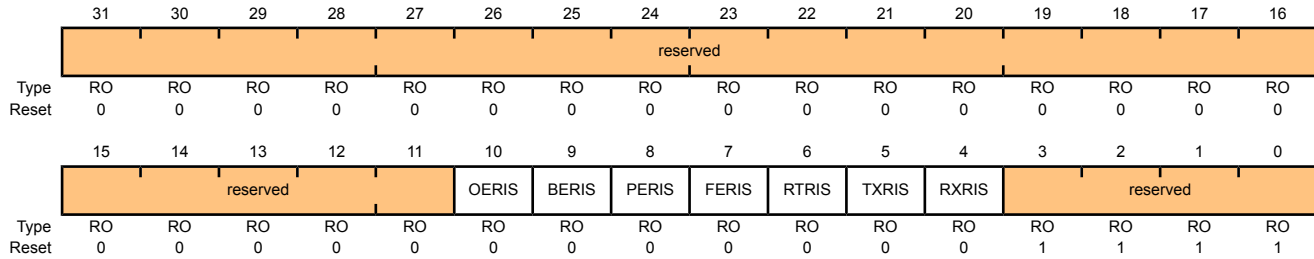 31 30 29 28 27 26 25 24 23 22 21 20 19 18 17 16
reserved
Type RO RO RO RO RO RO RO RO RO RO RO RO RO RO RO RO
Reset 0 0 0 0 0 0 0 0 0 0 0 0 0 0 0 0
15 14 13 12 11 10 9 8 7 6 5 4 3 2 1 0
reserved OERIS BERIS PERIS FERIS RTRIS TXRIS RXRIS reserved
Type RO RO RO RO RO RO RO RO RO RO RO RO RO RO RO RO
Reset 0 0 0 0 0 0 0 0 0 0 0 0 1 1 1 1